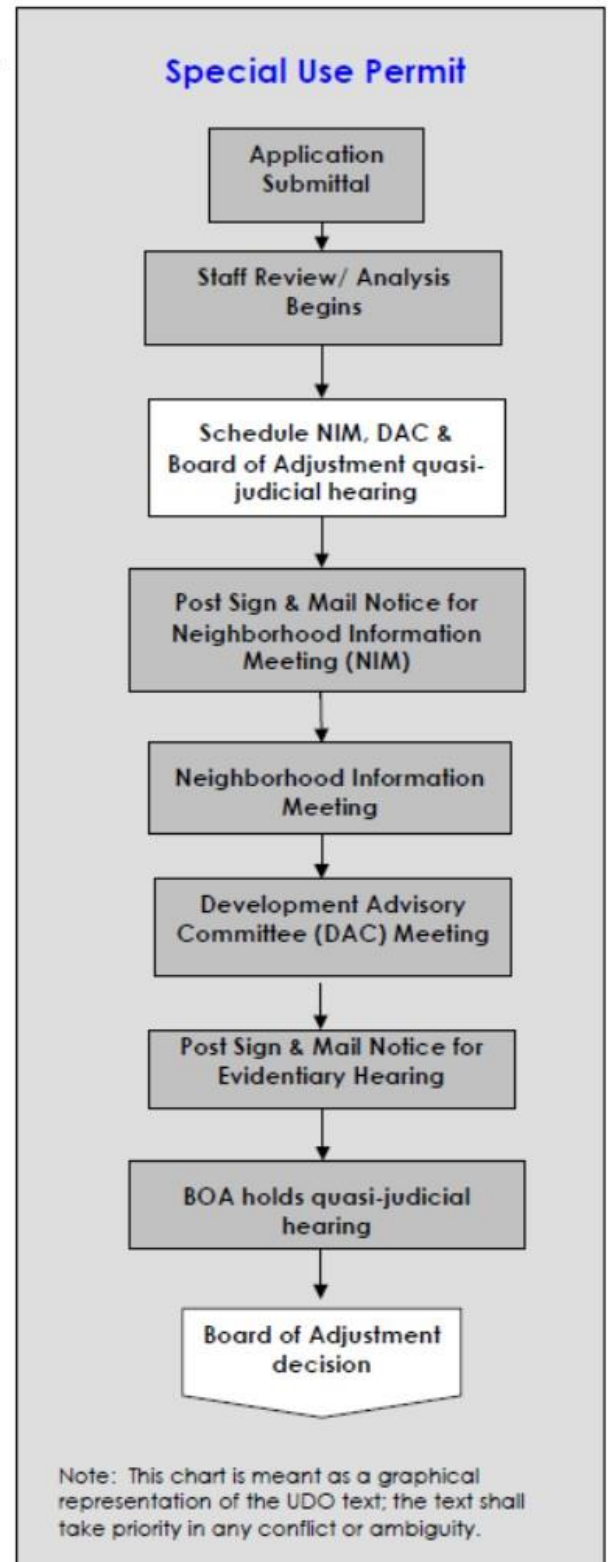 Special Use Permit
Application
Submittal
Staff Review/ Analysis
Begins
Schedule NIM, DAC &
Board of Adjustment quasi-
judicial hearing
Post Sign & Mail Notice for
Neighborhood Information
Meeting (NIM)
Neighborhood Information
Meeting
Development Advisory
Committee (DAC) Meeting
Post Sign & Mail Notice for
Evidentiary Hearing
BOA holds quasi-judicial
hearing
Board of Adjustment
decision
Note: This chart is meant as a graphical
representation of the UDO text; the text shall
take priority in any conflict or ambiguity.